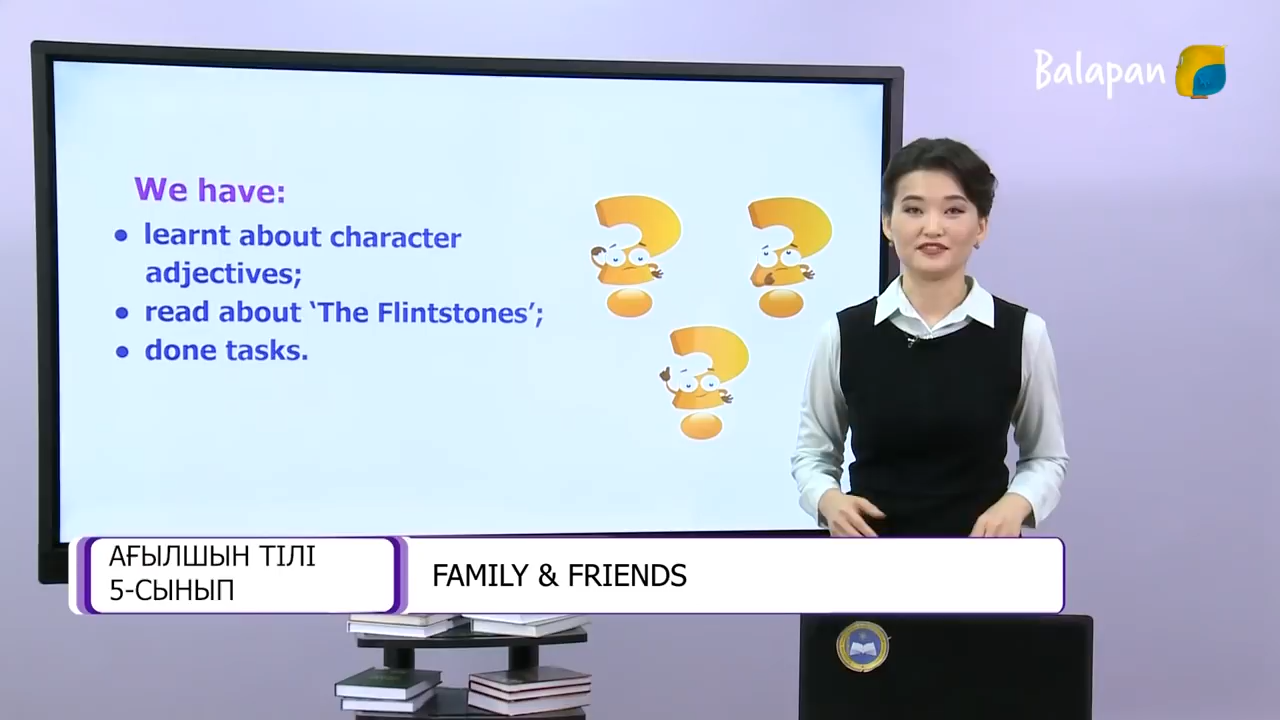 Balapan
We have:
• learnt about character
adjectives;
• read about ‘The Flintstones’;
• done tasks.
АҒЫЛШЫН ТІЛІ
5-СЫНЫП
FAMILY & FRIENDS